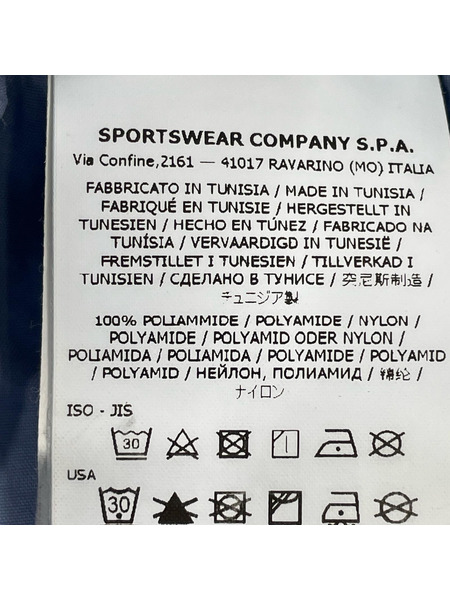 SPORTSWEAR COMPANY S.P.A.
Via Confine,2161 — 41017 RAVARINO (MO) ITALIA
FABBRICATO IN TUNISIA / MADE IN TUNISIA /
FABRIQUÉ EN TUNISIE / HERGESTELLT IN
TUNESIEN / HECHO EN TÚNEZ / FABRICADO NA
TUNÍSIA / VERVAARDIGD IN TUNESIË /
FREMSTILLET I TUNESIEN / TILLVERKAD I
TUNISIEN / СДЕЛАНО В ТУНИСЕ / 突尼斯制造 /
チュニジア製
100% POLIAMMIDE / POLYAMIDE / NYLON /
POLYAMIDE / POLYAMID ODER NYLON /
POLIAMIDA / POLIAMIDA / POLYAMIDE / POLYAMID
/ POLYAMID / НЕЙЛОН, ПОЛИАМИД / 锦纶 /
ナイロン
ISO - JIS
30
USA
30